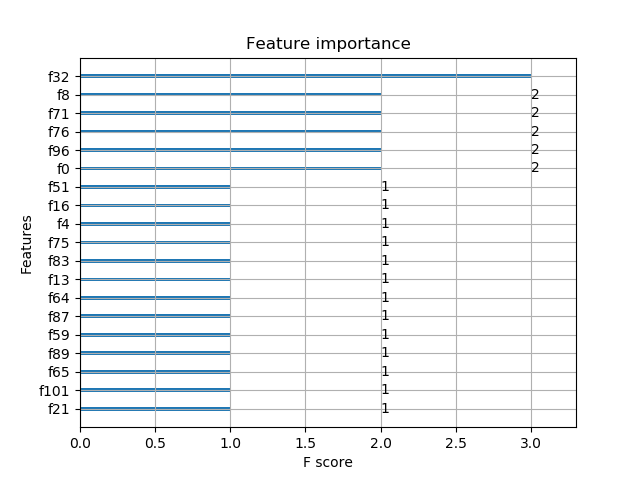 Feature importance
f32
f8 2
f71 2
f76 2
f96 2
f0 2
f51 1
f16 1
f4 1
f75 1
f83 1
f13 1
f64 1
f87 1
f59 1
f89 1
f65 1
f101 1
f21 1
Features
0.0 0.5 1.0 1.5 2.0 2.5 3.0
F score